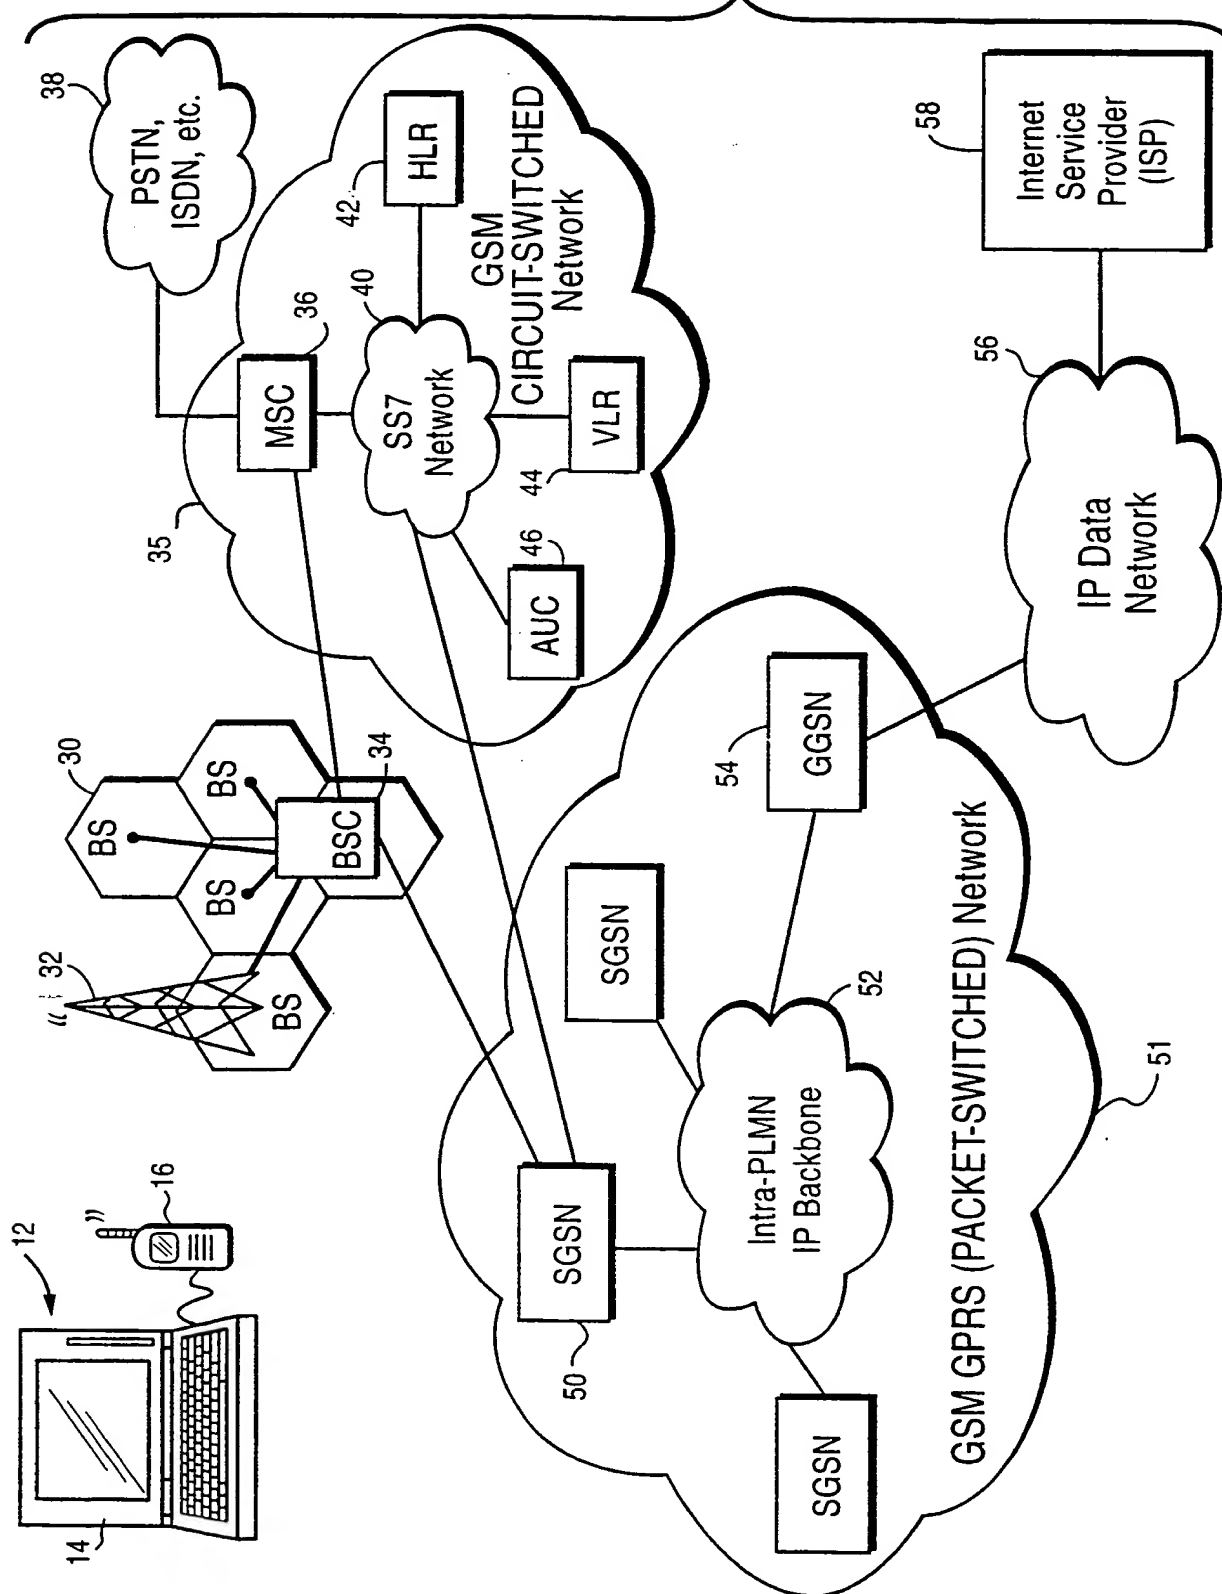 12
14
16
32
BS
30
BS
BS
BS
BSC
34
38
PSTN,
ISDN, etc.
35
MSC
36
SS7
Network
40
HLR
42
VLR
44
AUC
46
GSM
CIRCUIT-SWITCHED
Network
SGSN
50
SGSN
SGSN
Intra-PLMN
IP Backbone
52
GGSN
54
GSM GPRS (PACKET-SWITCHED) Network
51
IP Data
Network
56
Internet
Service
Provider
(ISP)
58